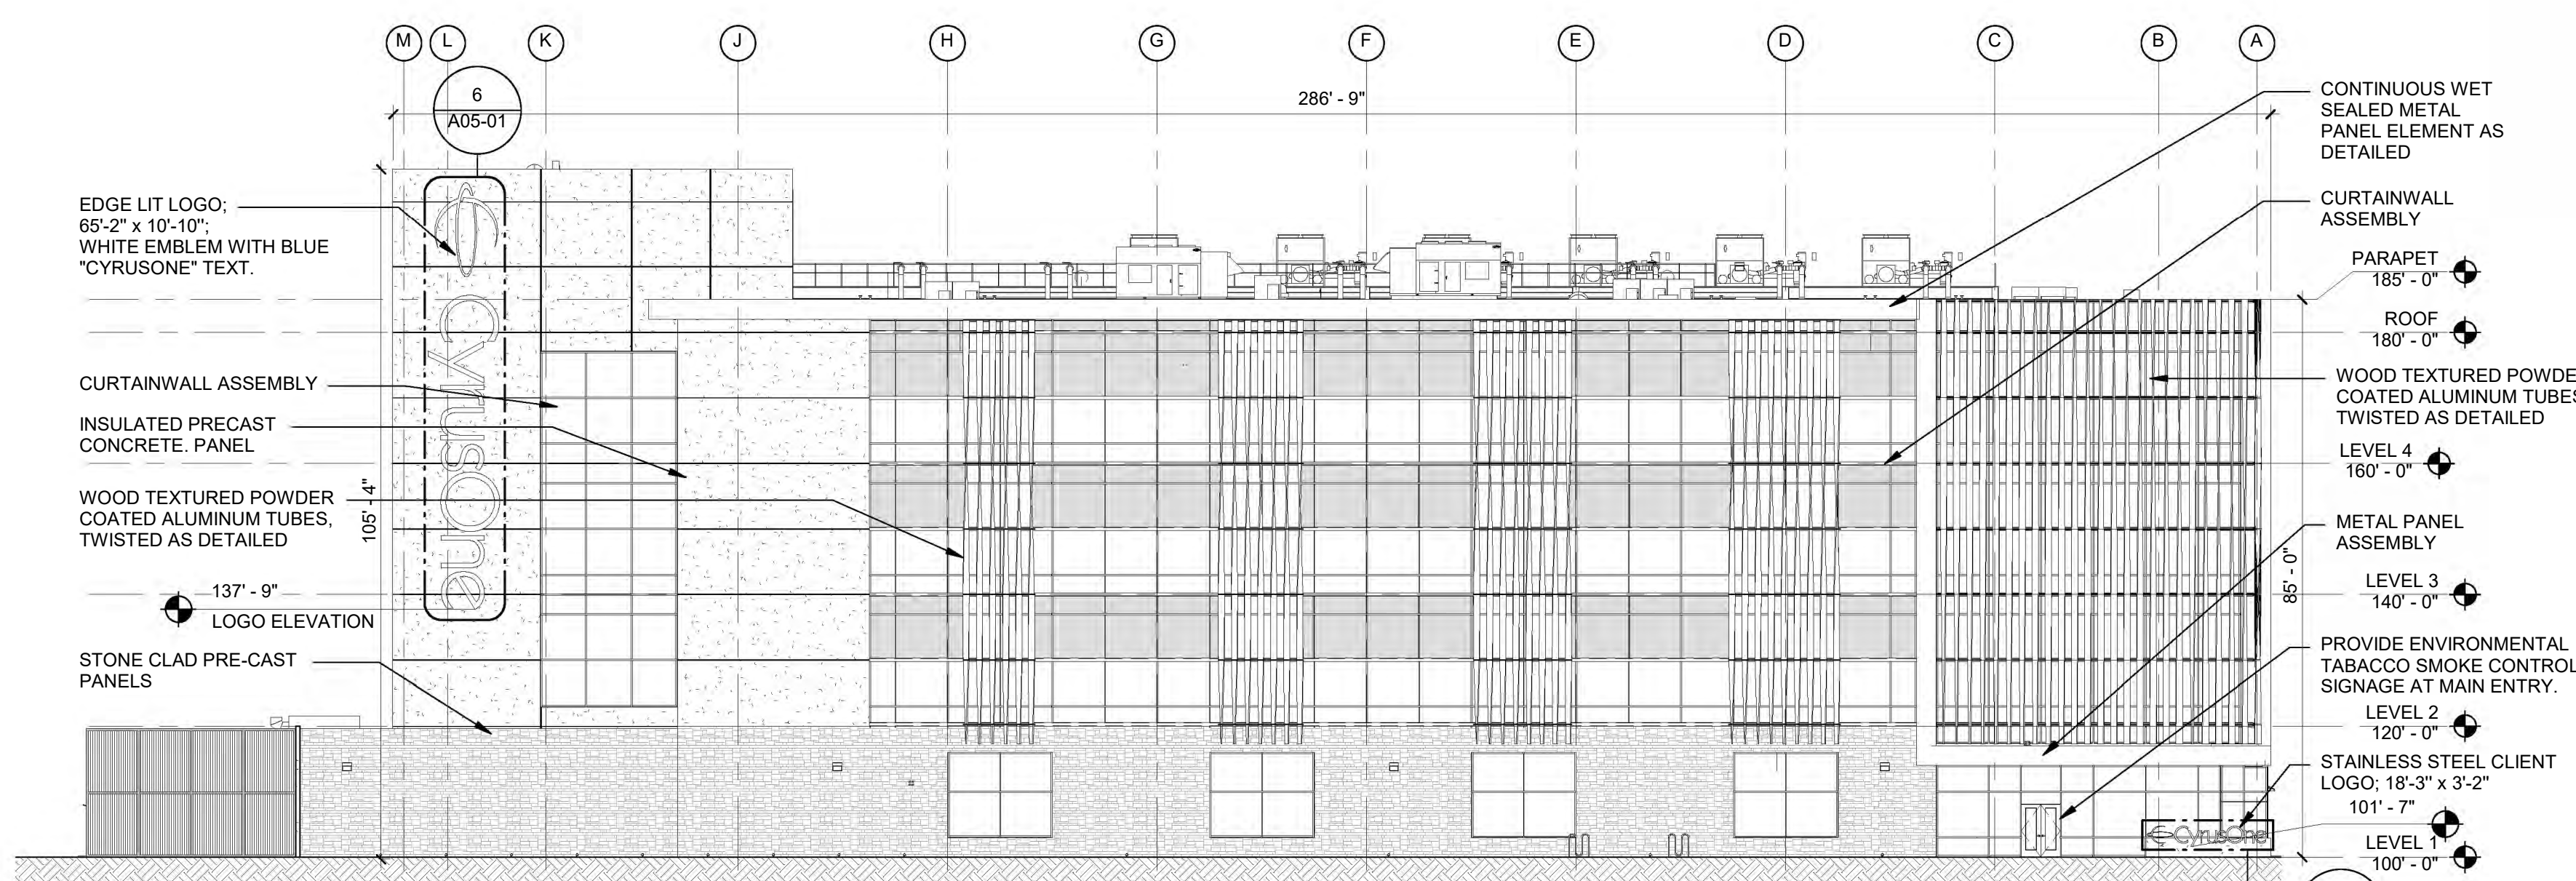 M L K J H G F E D C B A
6
A05-01
286' - 9"
EDGE LIT LOGO;
65'-2" x 10'-10";
WHITE EMBLEM WITH BLUE
"CYRUSONE" TEXT.
CURTAINWALL ASSEMBLY
INSULATED PRECAST
CONCRETE. PANEL
WOOD TEXTURED POWDER
COATED ALUMINUM TUBES,
TWISTED AS DETAILED
105' - 4"
137' - 9"
LOGO ELEVATION
STONE CLAD PRE-CAST
PANELS
CyrusOne
CONTINUOUS WET
SEALED METAL
PANEL ELEMENT AS
DETAILED
CURTAINWALL
ASSEMBLY
PARAPET
185' - 0"
ROOF
180' - 0"
WOOD TEXTURED POWDE
COATED ALUMINUM TUBES
TWISTED AS DETAILED
LEVEL 4
160' - 0"
METAL PANEL
ASSEMBLY
85' - 0"
LEVEL 3
140' - 0"
PROVIDE ENVIRONMENTAL
TABACCO SMOKE CONTROL
SIGNAGE AT MAIN ENTRY.
LEVEL 2
120' - 0"
STAINLESS STEEL CLIENT
LOGO; 18'-3" x 3'-2"
101' - 7"
CyrusOne
LEVEL 1
100' - 0"